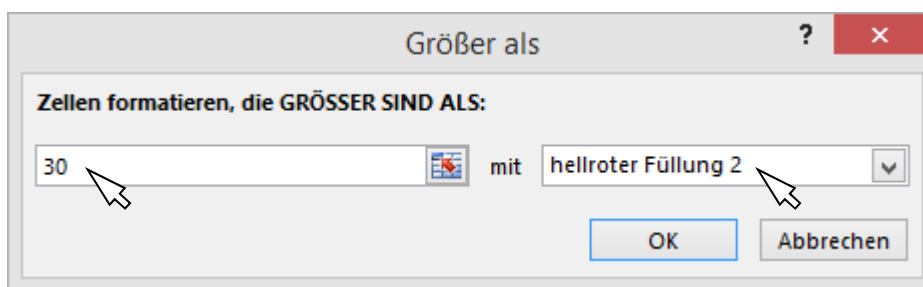 Größer als ?
Zellen formatieren, die GRÖSSER SIND ALS:
30 mit hellroter Füllung 2
OK Abbrechen